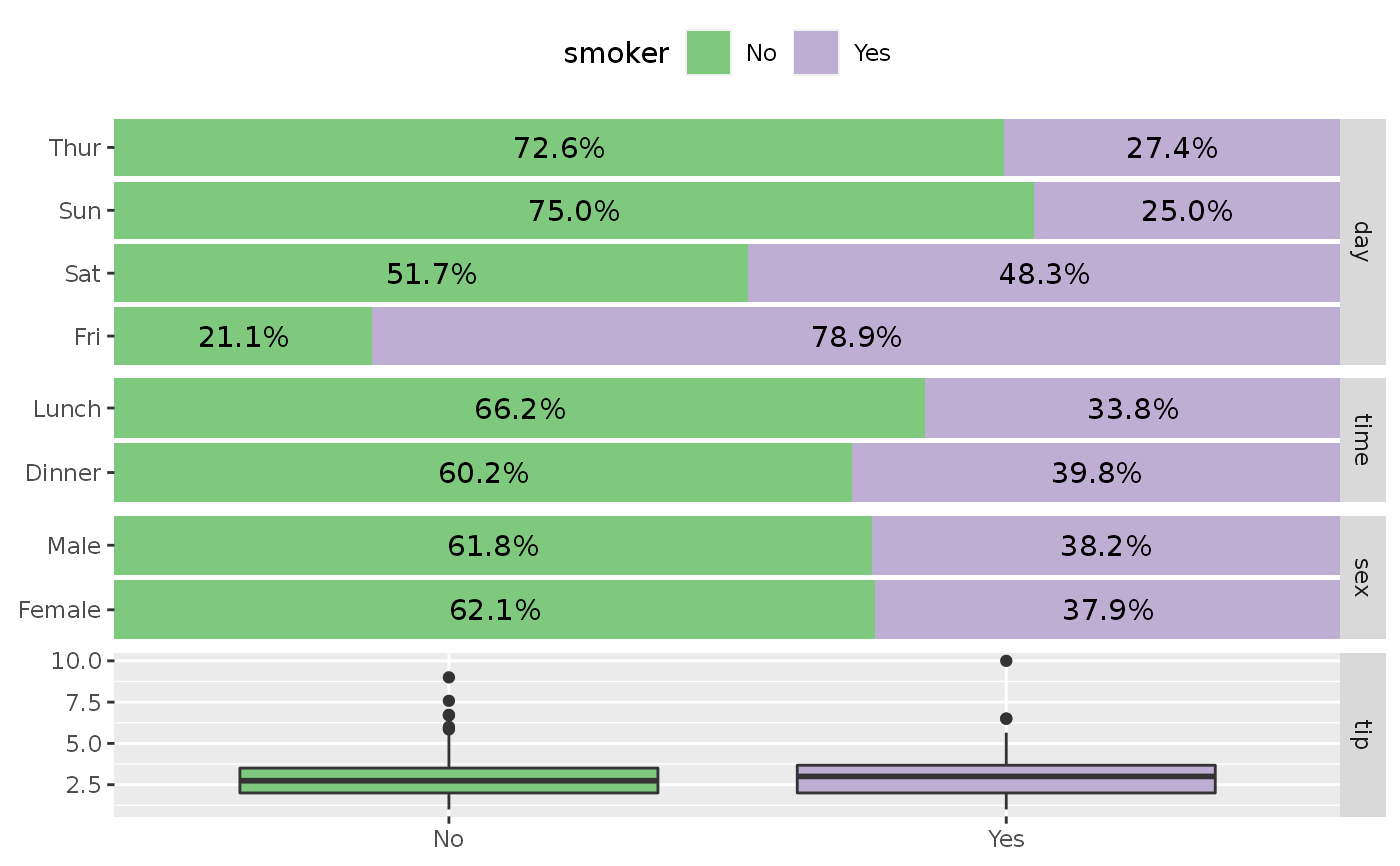 smoker No Yes
Thur 72.6% 27.4%
Sun 75.0% 25.0%
Sat 51.7% 48.3%
Fri 21.1% 78.9%
day
Lunch 66.2% 33.8%
Dinner 60.2% 39.8%
time
Male 61.8% 38.2%
Female 62.1% 37.9%
sex
10.0
7.5
5.0
2.5
tip
No Yes